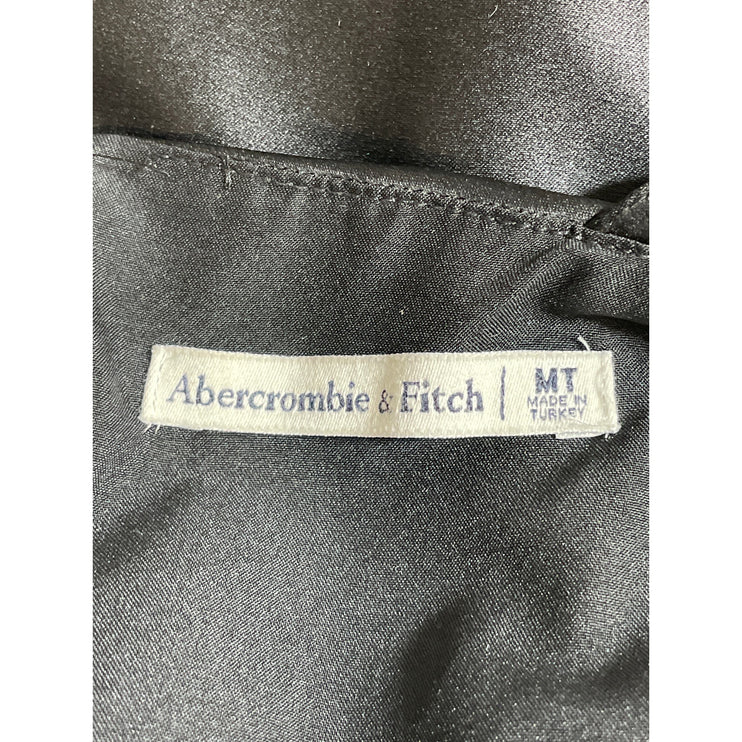 Abercrombie & Fitch | MT
MADE IN
TURKEY